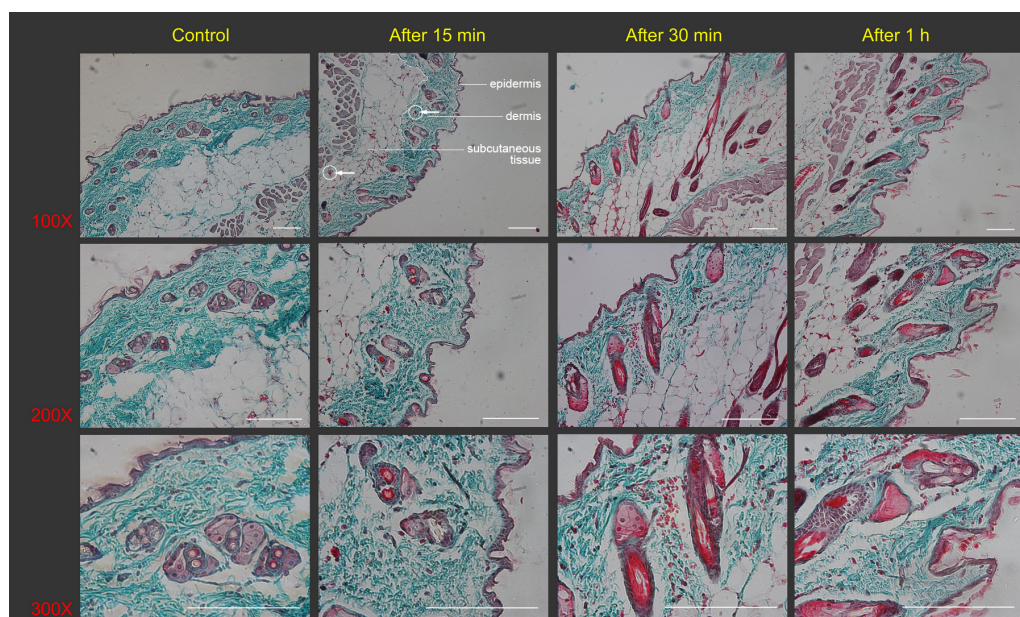 Control
After 15 min
After 30 min
After 1 h
epidermis
dermis
subcutaneous
tissue
100X
200X
300X